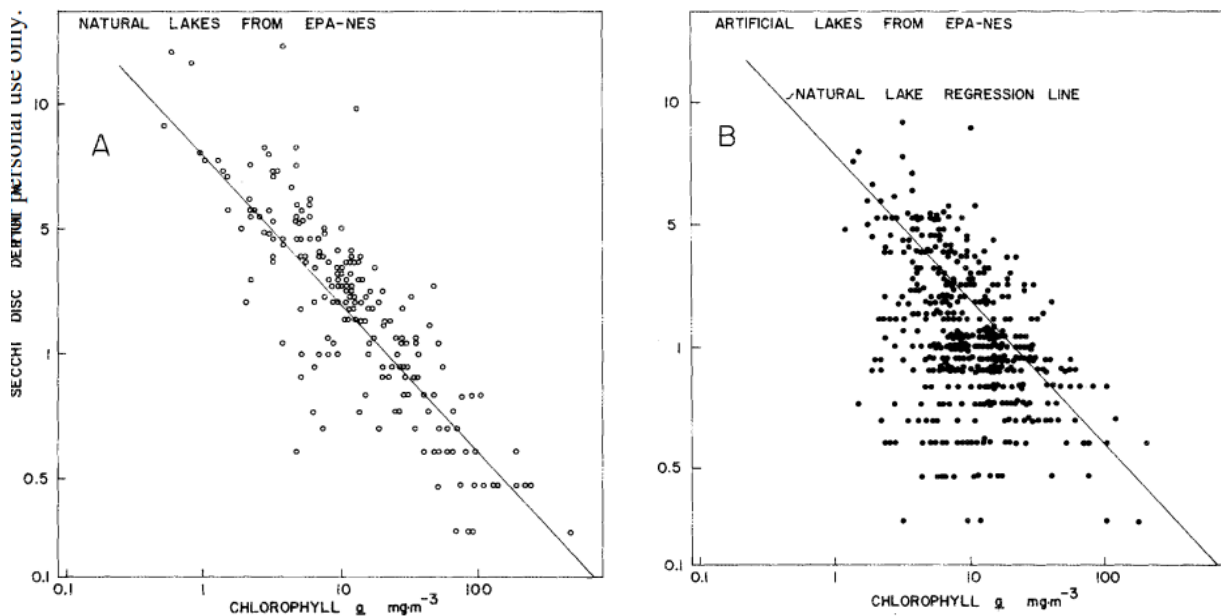 personal use only.
NATURAL LAKES FROM EPA-NES
A
10
5
1
0.5
0.1
SECCHI DISC
0.1 1 10 100
CHLOROPHYLL a mg·m-3
ARTIFICIAL LAKES FROM EPA-NES
NATURAL LAKE REGRESSION LINE
B
10
5
1
0.5
0.1
0.1 1 10 100
CHLOROPHYLL a mg·m-3